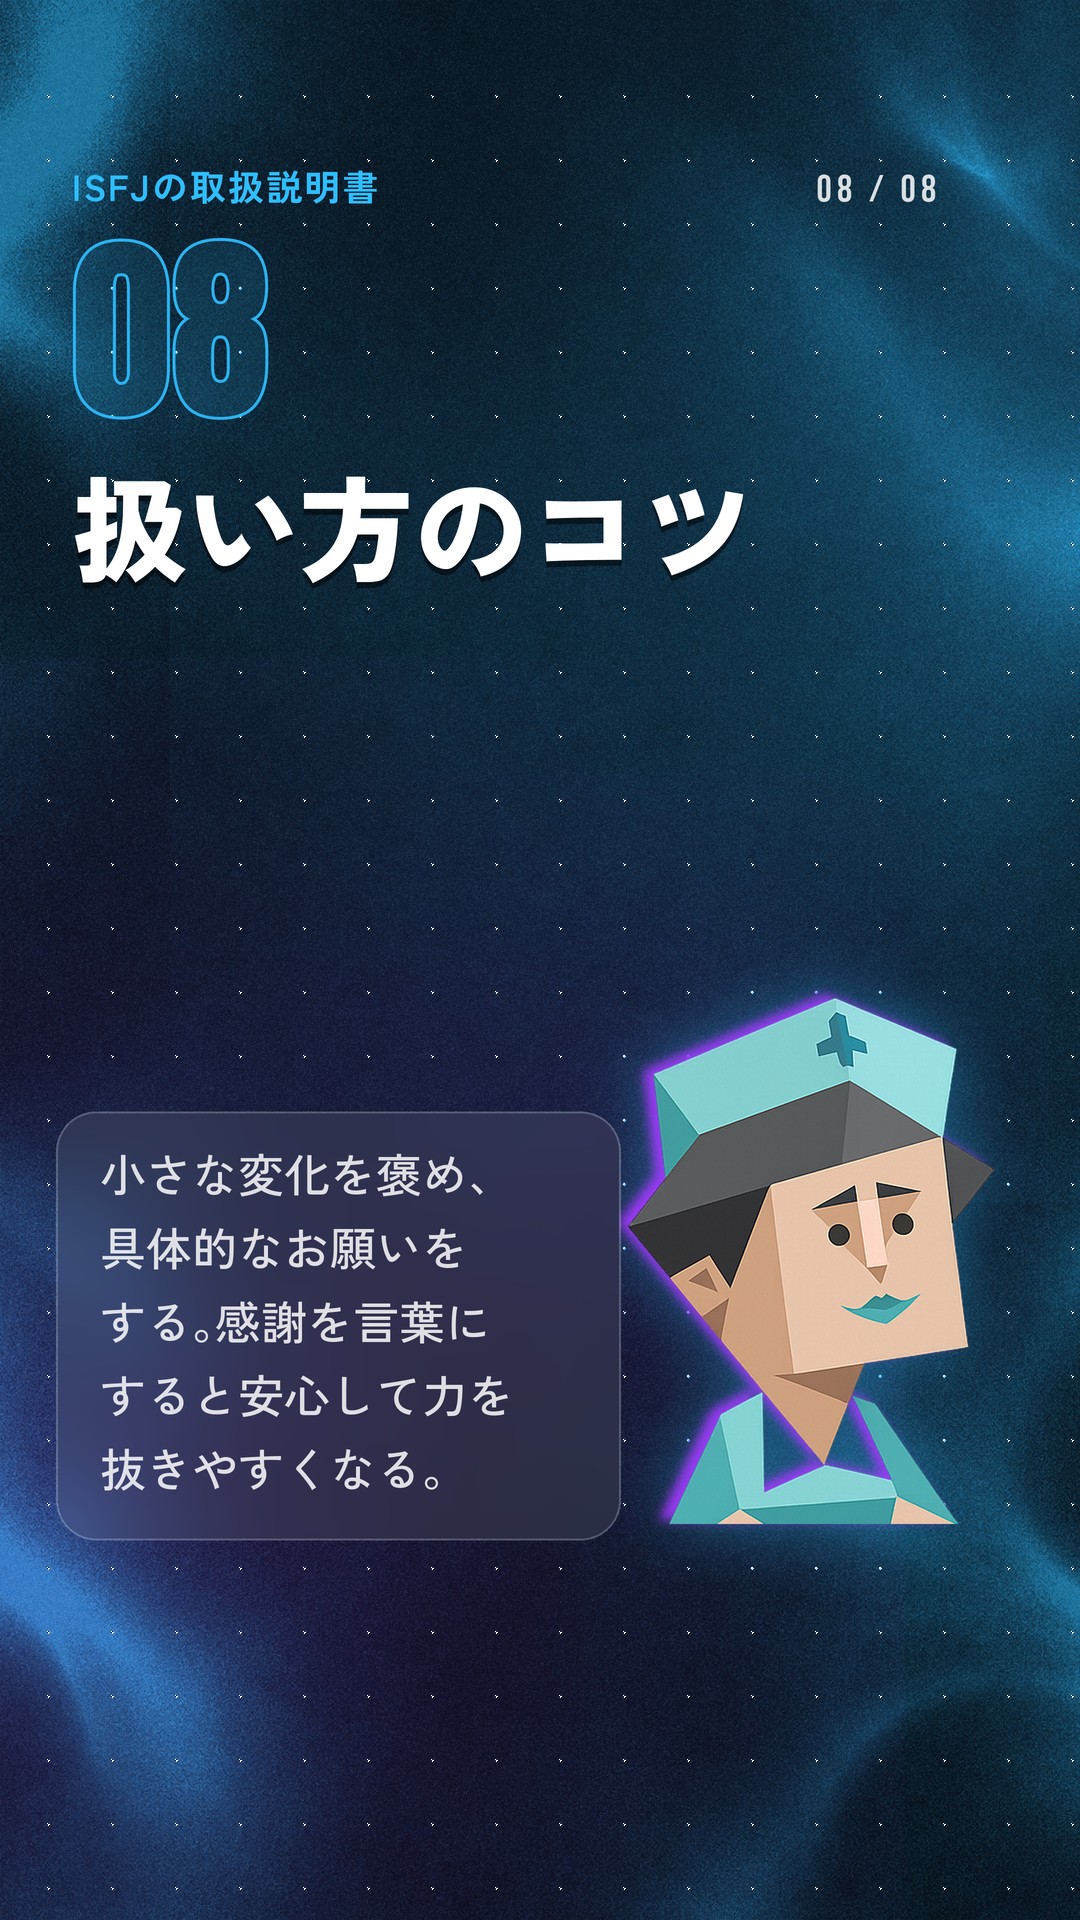 ISFJの取扱説明書
08 / 08
08
扱い方のコツ
小さな変化を褒め、
具体的なお願いを
する。感謝を言葉に
すると安心して力を
抜きやすくなる。